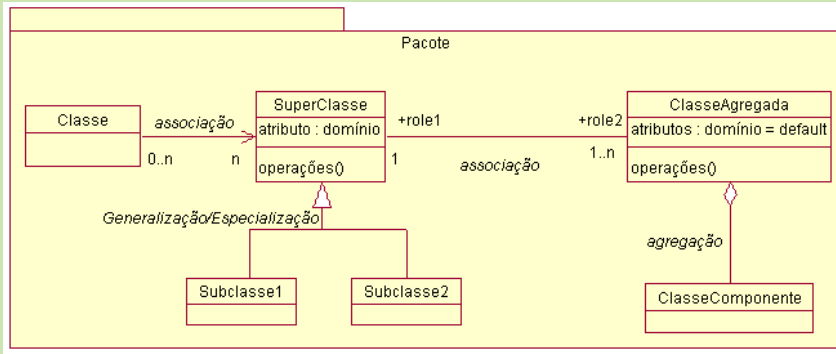 Pacote
Classe
associação
0..n
n
SuperClasse
atributo : domínio
operações()
+role1
1
associação
+role2
1..n
ClasseAgregada
atributos : domínio = default
operações()
Generalização/Especialização
Subclasse1
Subclasse2
agregação
ClasseComponente